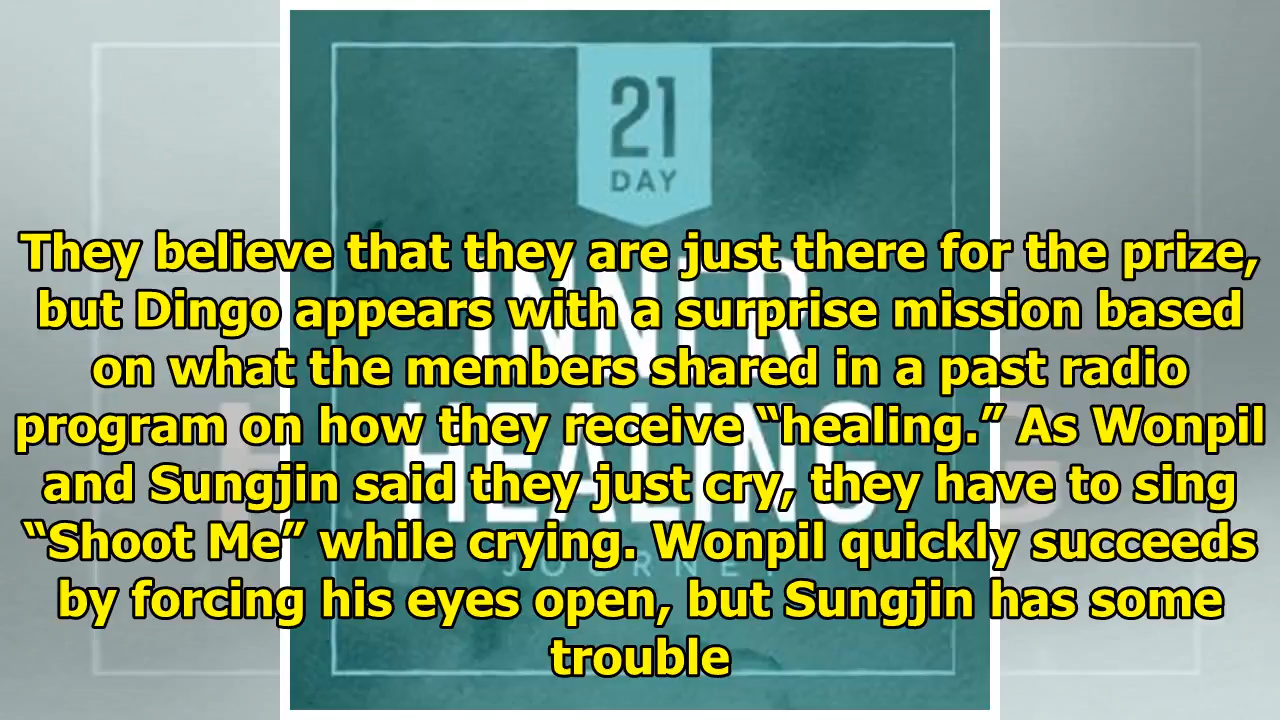 21
DAY
They believe that they are just there for the prize,
but Dingo appears with a surprise mission based
on what the members shared in a past radio
program on how they receive “healing.” As Wonpil
and Sungjin said they just cry, they have to sing
“Shoot Me” while crying. Wonpil quickly succeeds
by forcing his eyes open, but Sungjin has some
trouble
INNER
HEALING
JOURNEY